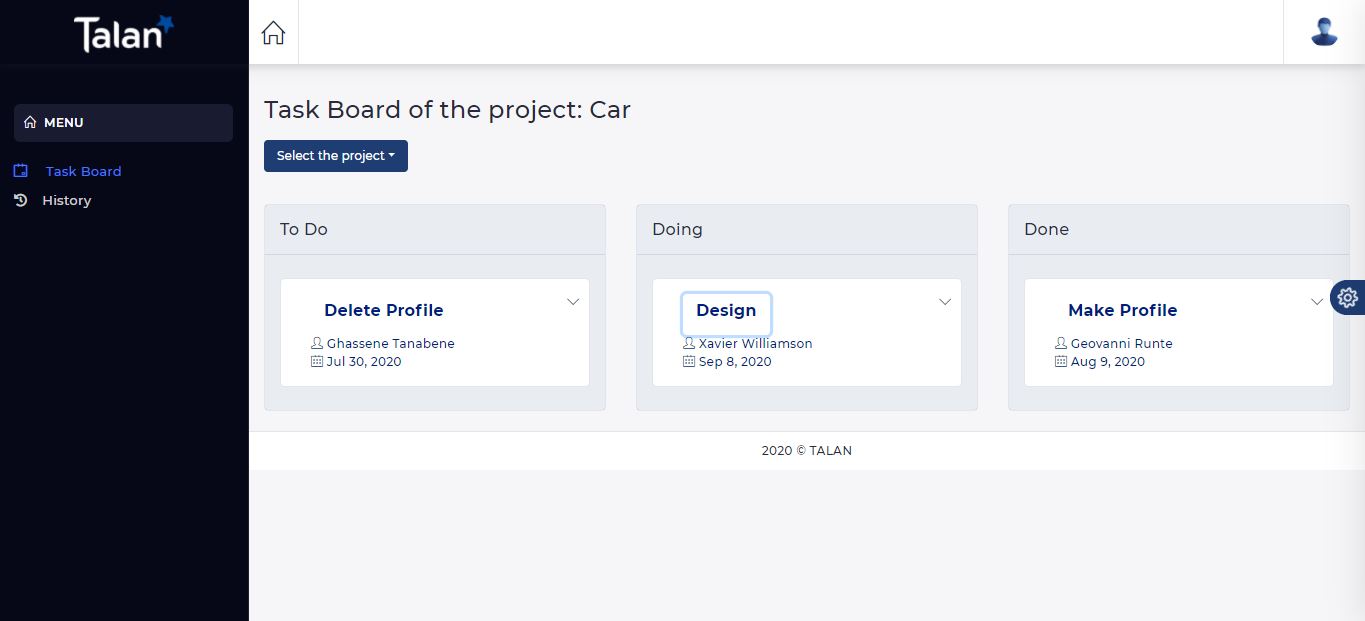 Talan
MENU
Task Board
History
Task Board of the project: Car
Select the project
To Do
Delete Profile
Ghassene Tanabene
Jul 30, 2020
Doing
Design
Xavier Williamson
Sep 8, 2020
Done
Make Profile
Geovanni Runte
Aug 9, 2020
2020 © TALAN